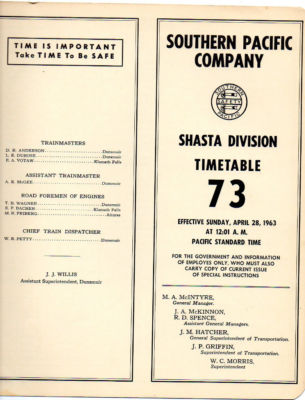 TIME IS IMPORTANT
Take TIME To Be SAFE
TRAINMASTERS
D. R. ANDERSON Dunsmuir
L. R. DUBOSE Dunsmuir
E. A. VOTAW Klamath Falls
ASSISTANT TRAINMASTER
A. R. McGEE Dunsmuir
ROAD FOREMEN OF ENGINES
T. D. WAGNER Dunsmuir
E. P. DACHEN Klamath Falls
M. H. FRIBERG Alturas
CHIEF TRAIN DISPATCHER
W. R. PETTY Dunsmuir
J. J. WILLIS
Assistant Superintendent, Dunsmuir
SOUTHERN PACIFIC
COMPANY
SOUTHERN
SAFETY
PACIFIC
SHASTA DIVISION
TIMETABLE
73
EFFECTIVE SUNDAY, APRIL 28, 1963
AT 12:01 A. M.
PACIFIC STANDARD TIME
FOR THE GOVERNMENT AND INFORMATION
OF EMPLOYES ONLY, WHO MUST ALSO
CARRY COPY OF CURRENT ISSUE
OF SPECIAL INSTRUCTIONS
M. A. McINTYRE,
General Manager.
J. A. McKINNON,
R. D. SPENCE,
Assistant General Managers.
J. M. HATCHER,
General Superintendent of Transportation.
J. P. GRIFFIN,
Superintendent of Transportation.
W. C. MORRIS,
Superintendent